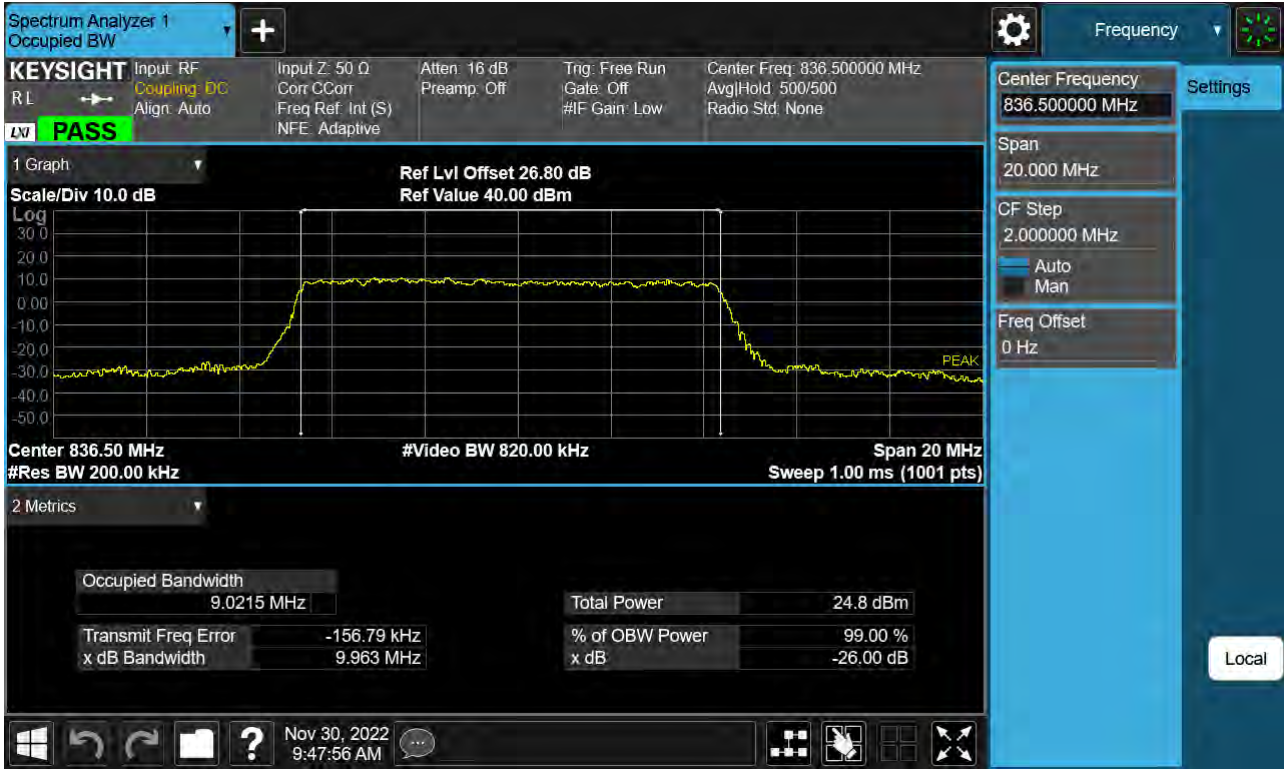 Spectrum Analyzer 1
Occupied BW
Frequency
KEYSIGHT
R L
LXI
PASS
Input: RF
Coupling: DC
Align: Auto
Input Z: 50 Ω
Corr CCorr
Freq Ref: Int (S)
NFE: Adaptive
Atten: 16 dB
Preamp: Off
Trig: Free Run
Gate: Off
#IF Gain: Low
Center Freq: 836.500000 MHz
Avg|Hold: 500/500
Radio Std: None
Center Frequency
836.500000 MHz
Settings
Span
20.000 MHz
CF Step
2.000000 MHz
Auto
Man
Freq Offset
0 Hz
1 Graph
Ref Lvl Offset 26.80 dB
Scale/Div 10.0 dB
Ref Value 40.00 dBm
Log
30.0
20.0
10.0
0.00
-10.0
-20.0
-30.0
-40.0
-50.0
PEAK
Center 836.50 MHz
#Video BW 820.00 kHz
Span 20 MHz
#Res BW 200.00 kHz
Sweep 1.00 ms (1001 pts)
2 Metrics
Occupied Bandwidth
9.0215 MHz
Total Power 24.8 dBm
Transmit Freq Error -156.79 kHz
% of OBW Power 99.00 %
x dB Bandwidth 9.963 MHz
x dB -26.00 dB
Local
?
Nov 30, 2022
9:47:56 AM